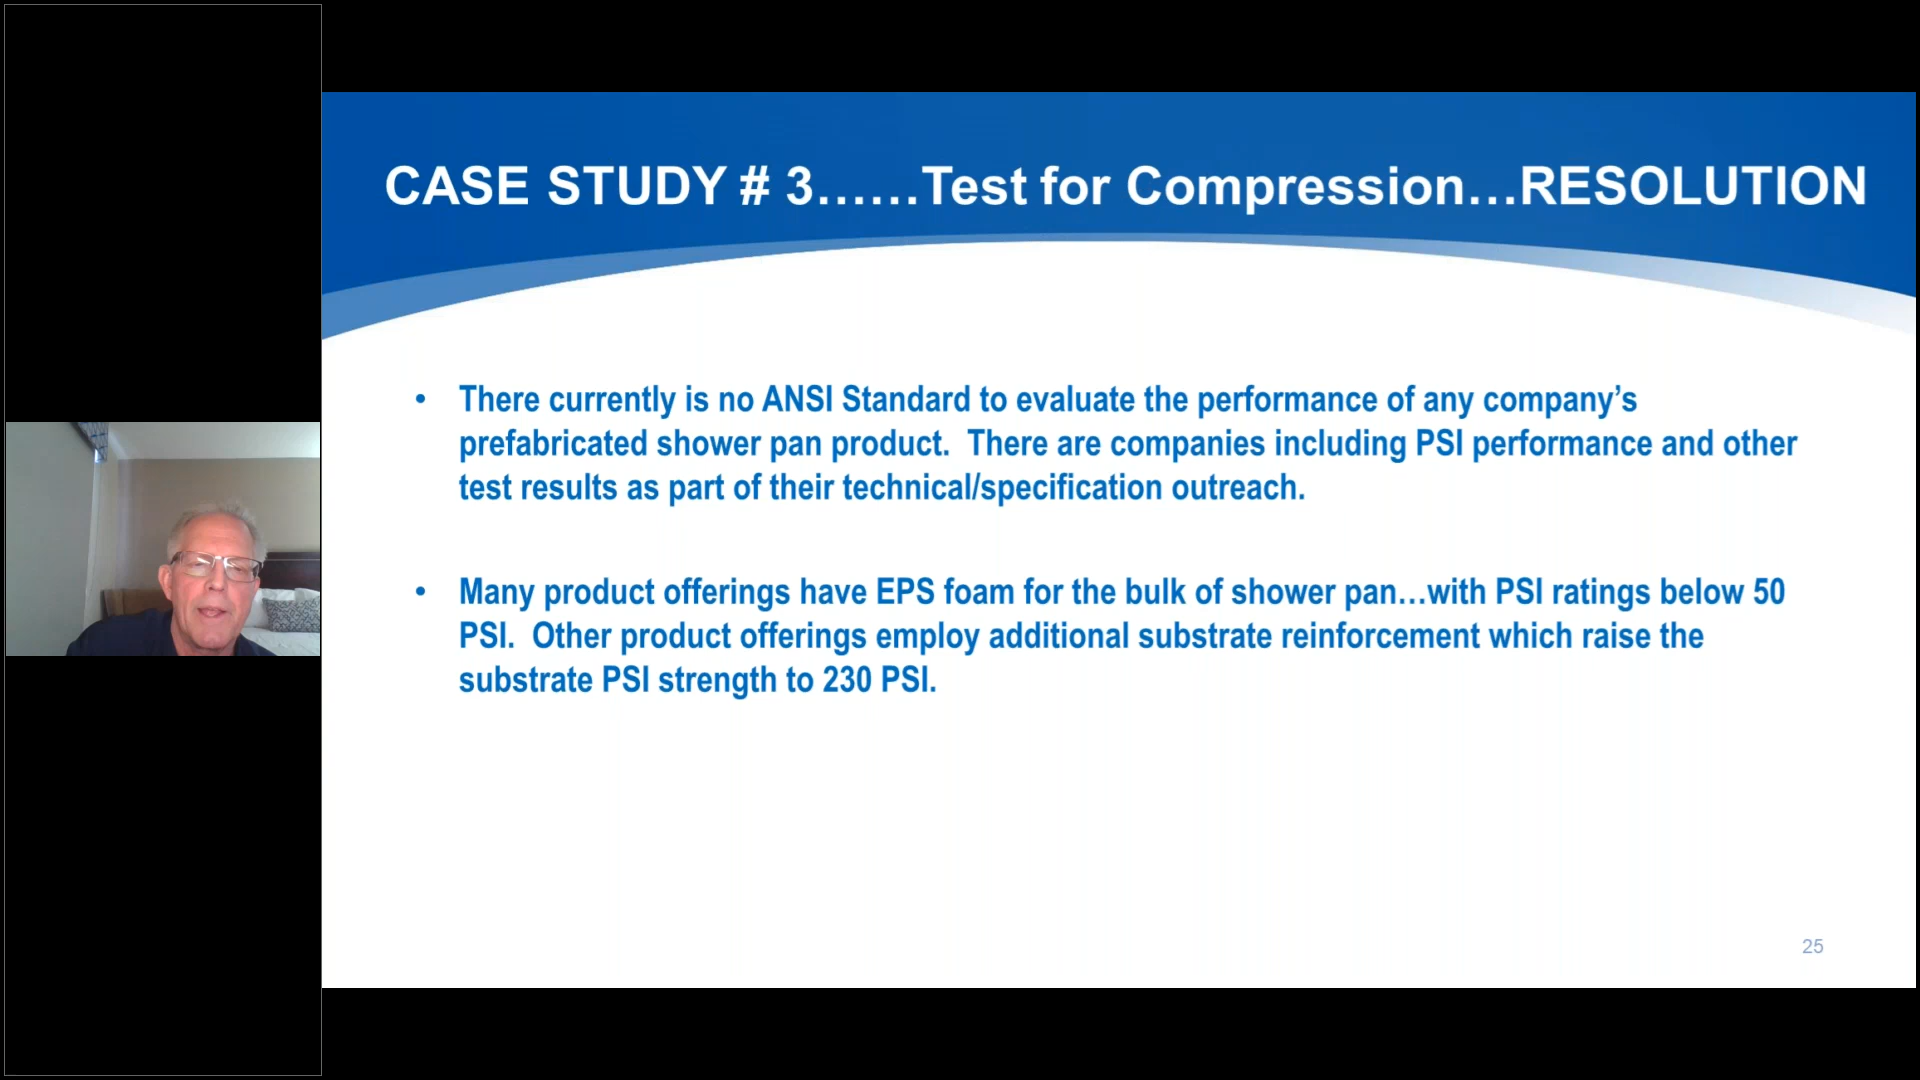 CASE STUDY # 3……Test for Compression…RESOLUTION
• There currently is no ANSI Standard to evaluate the performance of any company’s
prefabricated shower pan product.  There are companies including PSI performance and other
test results as part of their technical/specification outreach.
• Many product offerings have EPS foam for the bulk of shower pan…with PSI ratings below 50
PSI.  Other product offerings employ additional substrate reinforcement which raise the
substrate PSI strength to 230 PSI.
25